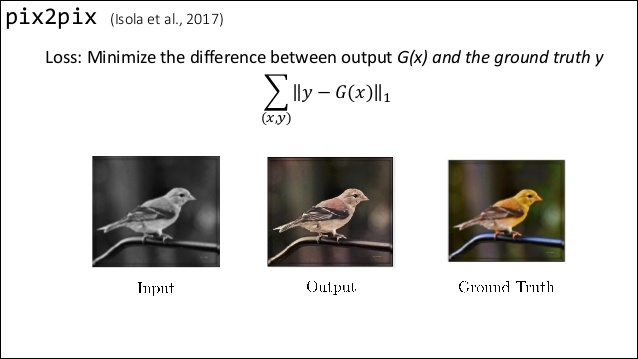 pix2pix (Isola et al., 2017)
Loss: Minimize the difference between output G(x) and the ground truth y
∑(x,y) ‖y − G(x)‖₁
Input Output Ground Truth